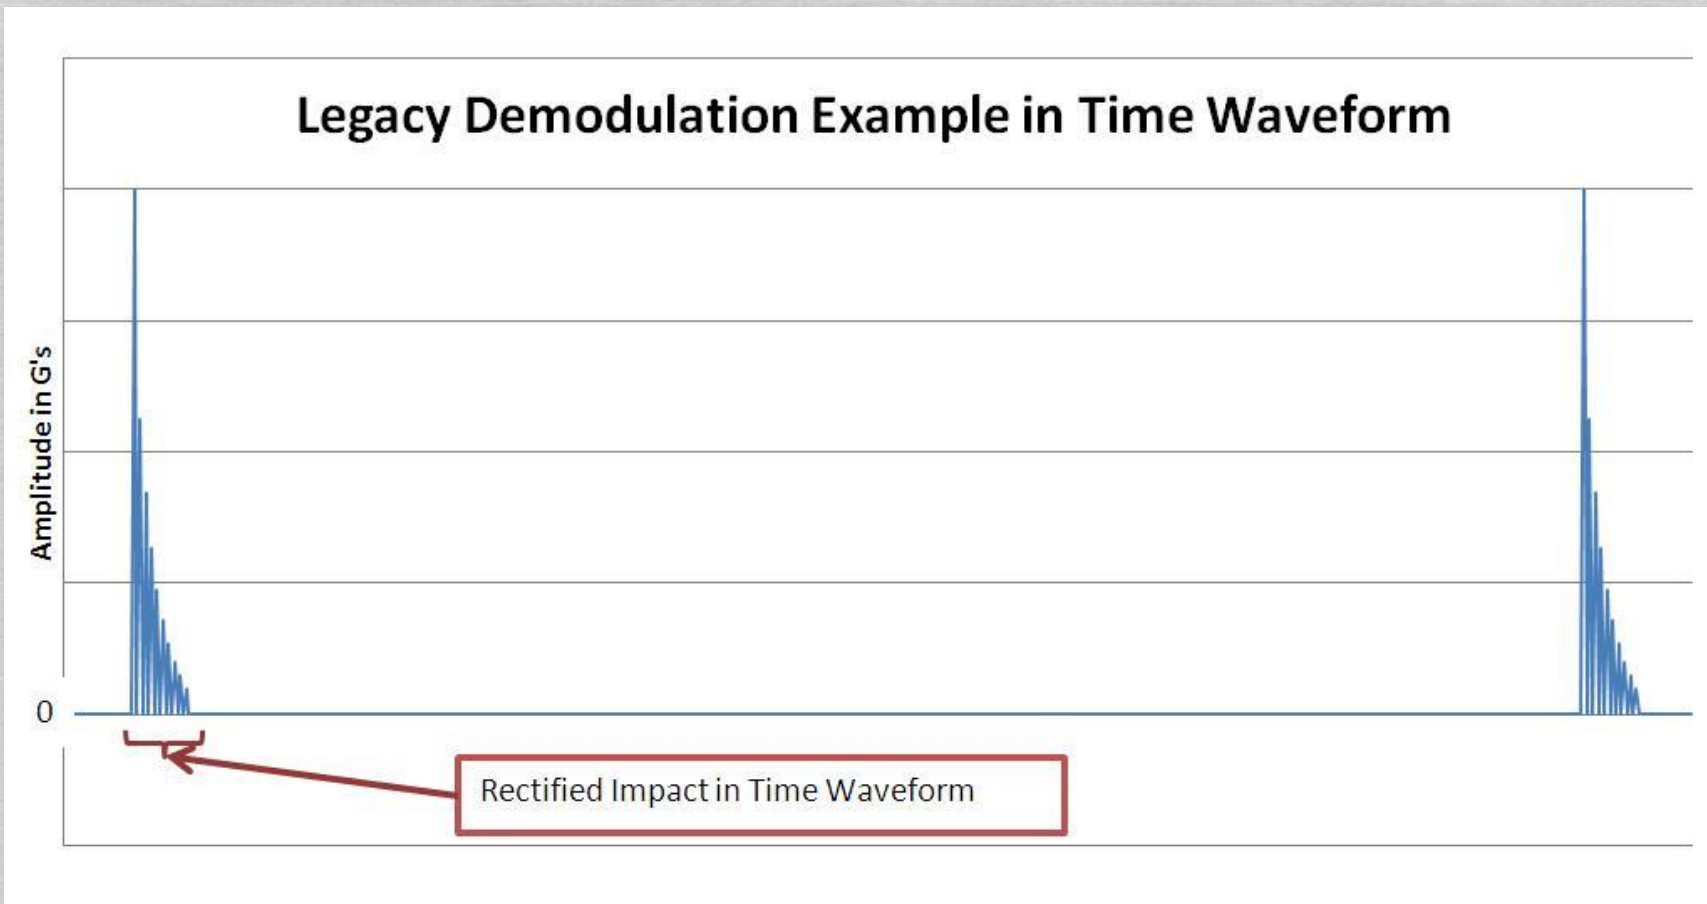 Legacy Demodulation Example in Time Waveform
Amplitude in G's
0
Rectified Impact in Time Waveform